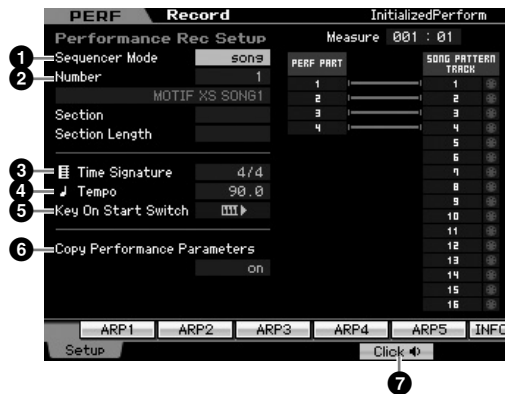 PERF Record InitializedPerform
Performance Rec Setup Measure 001 : 01
1 Sequencer Mode song
2 Number 1
MOTIF XS SONG1
Section
Section Length
3 Time Signature 4/4
4 Tempo 90.0
5 Key On Start Switch
6 Copy Performance Parameters
on
PERF PART SONG PATTERN TRACK
1 1
2 2
3 3
4 4
5
6
7
8
9
10
11
12
13
14
15
16
ARP1 ARP2 ARP3 ARP4 ARP5 INFO
Setup Click
7